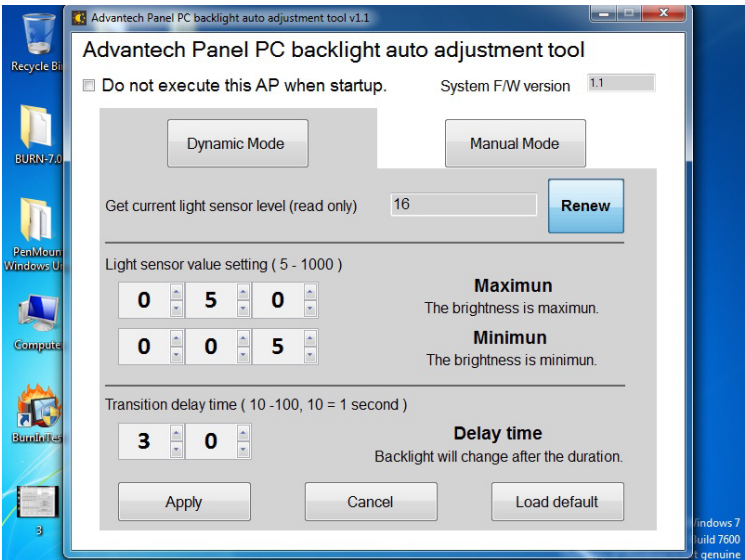 Advantech Panel PC backlight auto adjustment tool v1.1
Advantech Panel PC backlight auto adjustment tool
Do not execute this AP when startup.
System F/W version 1.1
Dynamic Mode
Manual Mode
Get current light sensor level (read only) 16 Renew
Light sensor value setting ( 5 - 1000 )
0 5 0
Maximun
The brightness is maximun.
0 0 5
Minimun
The brightness is minimun.
Transition delay time ( 10 -100, 10 = 1 second )
3 0
Delay time
Backlight will change after the duration.
Apply Cancel Load default
Recycle
BURN-7.0
PenMoun
Windows
Compute
3
indows 7
uild 7600
t genuine